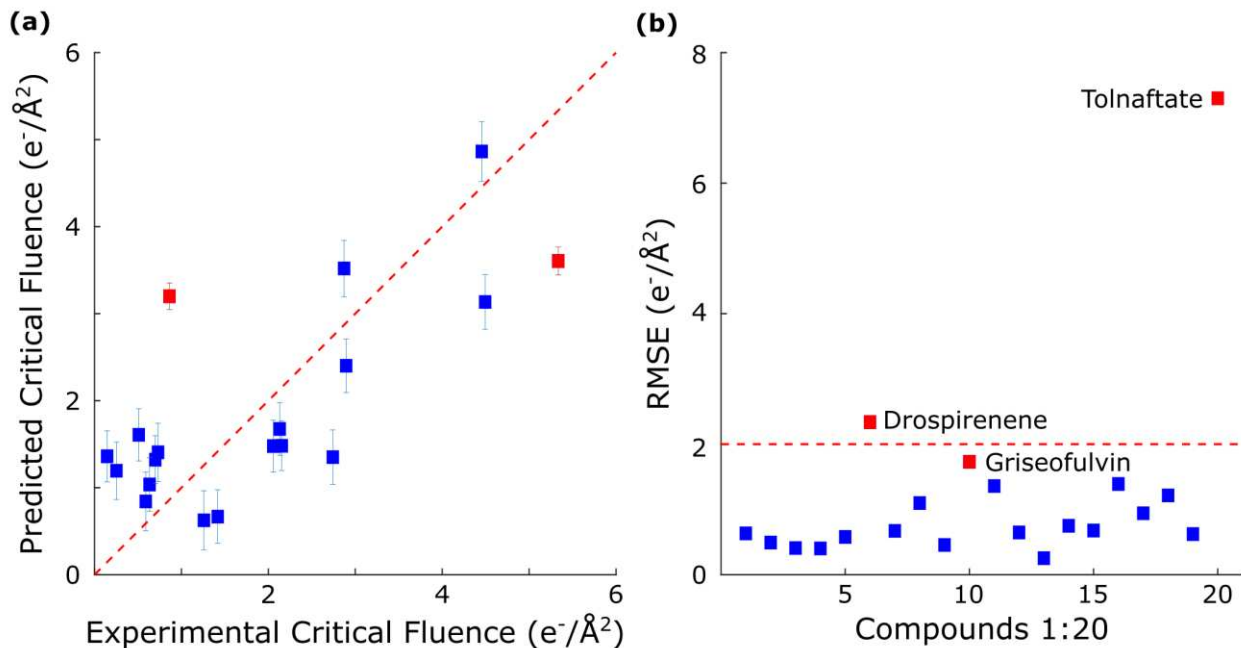 (a)
Predicted Critical Fluence (e⁻/Å²)
6
4
2
0
2
4
6
Experimental Critical Fluence (e⁻/Å²)
(b)
RMSE (e⁻/Å²)
8
6
4
2
0
Tolnaftate
Drospirenene
Griseofulvin
5
10
15
20
Compounds 1:20